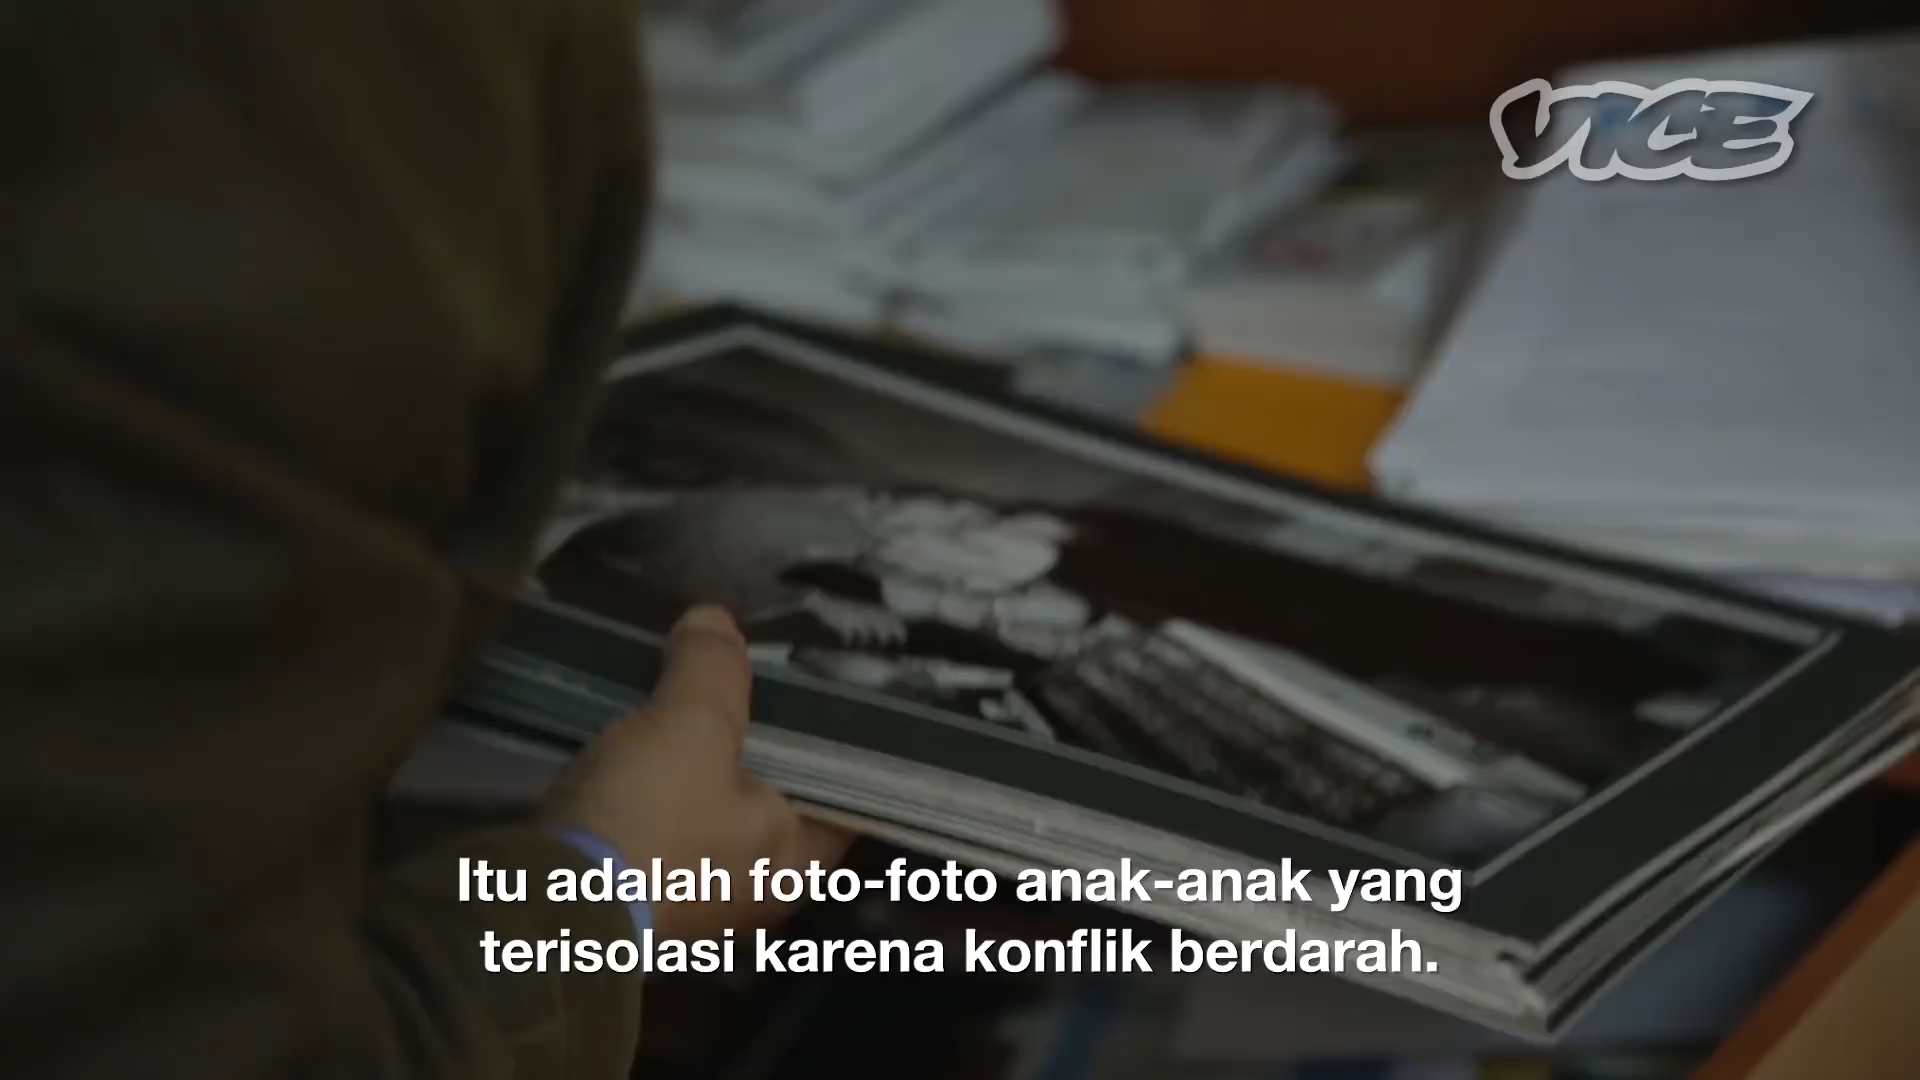 VICE
Itu adalah foto-foto anak-anak yang
terisolasi karena konflik berdarah.